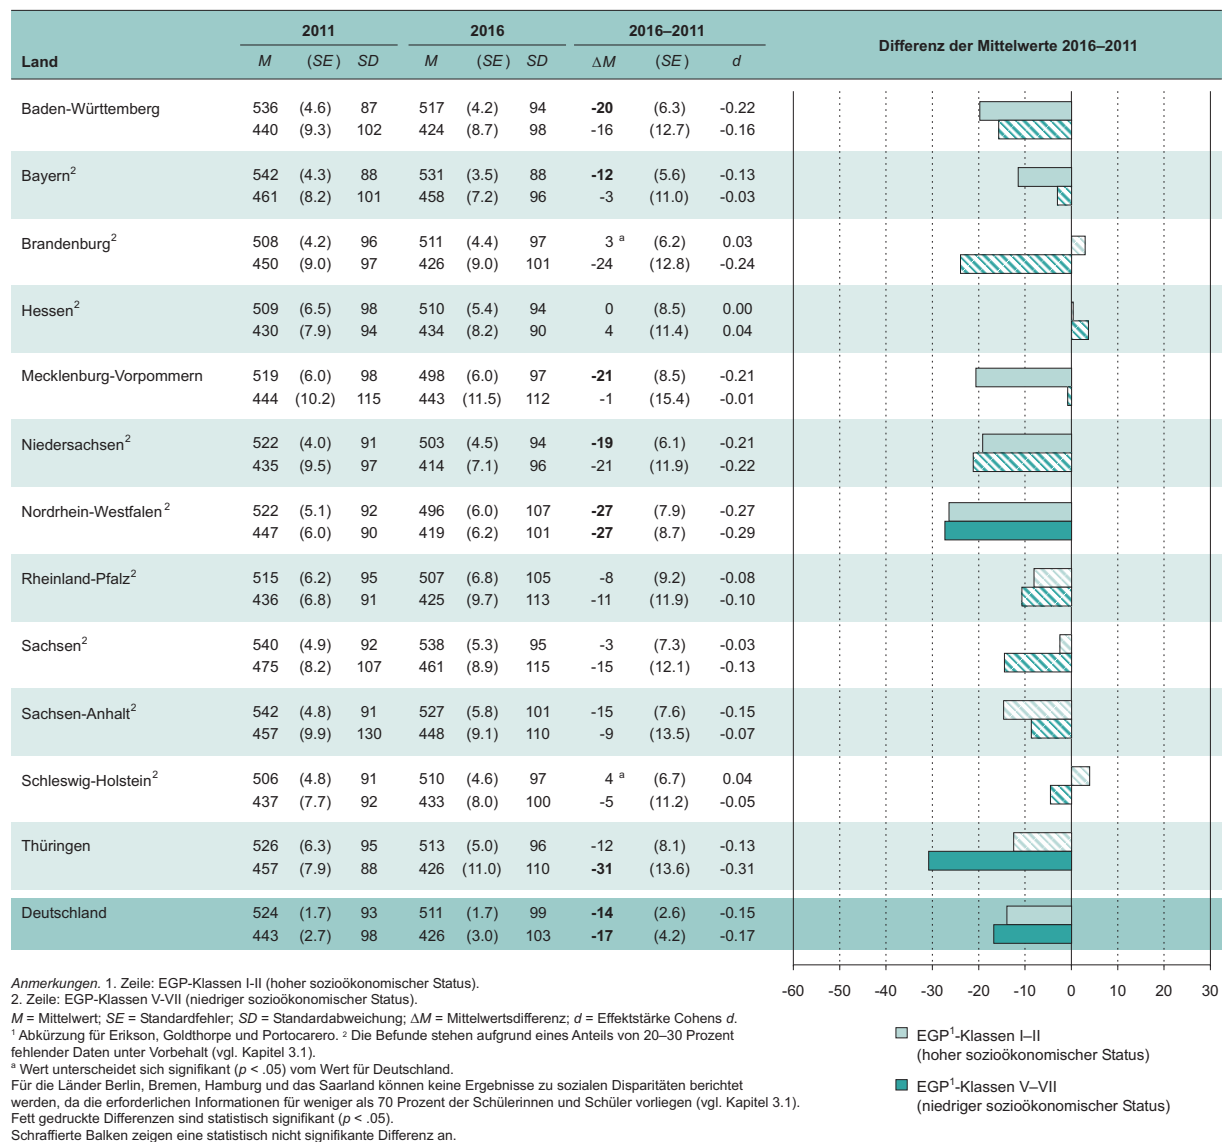 2011 2016 2016–2011 Differenz der Mittelwerte 2016–2011
Land M (SE) SD M (SE) SD ΔM (SE) d
Baden-Württemberg 536 (4.6) 87 517 (4.2) 94 -20 (6.3) -0.22
440 (9.3) 102 424 (8.7) 98 -16 (12.7) -0.16
Bayern² 542 (4.3) 88 531 (3.5) 88 -12 (5.6) -0.13
461 (8.2) 101 458 (7.2) 96 -3 (11.0) -0.03
Brandenburg² 508 (4.2) 96 511 (4.4) 97 3 ª (6.2) 0.03
450 (9.0) 97 426 (9.0) 101 -24 (12.8) -0.24
Hessen² 509 (6.5) 98 510 (5.4) 94 0 (8.5) 0.00
430 (7.9) 94 434 (8.2) 90 4 (11.4) 0.04
Mecklenburg-Vorpommern 519 (6.0) 98 498 (6.0) 97 -21 (8.5) -0.21
444 (10.2) 115 443 (11.5) 112 -1 (15.4) -0.01
Niedersachsen² 522 (4.0) 91 503 (4.5) 94 -19 (6.1) -0.21
435 (9.5) 97 414 (7.1) 96 -21 (11.9) -0.22
Nordrhein-Westfalen² 522 (5.1) 92 496 (6.0) 107 -27 (7.9) -0.27
447 (6.0) 90 419 (6.2) 101 -27 (8.7) -0.29
Rheinland-Pfalz² 515 (6.2) 95 507 (6.8) 105 -8 (9.2) -0.08
436 (6.8) 91 425 (9.7) 113 -11 (11.9) -0.10
Sachsen² 540 (4.9) 92 538 (5.3) 95 -3 (7.3) -0.03
475 (8.2) 107 461 (8.9) 115 -15 (12.1) -0.13
Sachsen-Anhalt² 542 (4.8) 91 527 (5.8) 101 -15 (7.6) -0.15
457 (9.9) 130 448 (9.1) 110 -9 (13.5) -0.07
Schleswig-Holstein² 506 (4.8) 91 510 (4.6) 97 4 ª (6.7) 0.04
437 (7.7) 92 433 (8.0) 100 -5 (11.2) -0.05
Thüringen 526 (6.3) 95 513 (5.0) 96 -12 (8.1) -0.13
457 (7.9) 88 426 (11.0) 110 -31 (13.6) -0.31
Deutschland 524 (1.7) 93 511 (1.7) 99 -14 (2.6) -0.15
443 (2.7) 98 426 (3.0) 103 -17 (4.2) -0.17
-60 -50 -40 -30 -20 -10 0 10 20 30
Anmerkungen. 1. Zeile: EGP-Klassen I-II (hoher sozioökonomischer Status).
2. Zeile: EGP-Klassen V-VII (niedriger sozioökonomischer Status).
M = Mittelwert; SE = Standardfehler; SD = Standardabweichung; ΔM = Mittelwertsdifferenz; d = Effektstärke Cohens d.
¹ Abkürzung für Erikson, Goldthorpe und Portocarero. ² Die Befunde stehen aufgrund eines Anteils von 20–30 Prozent
fehlender Daten unter Vorbehalt (vgl. Kapitel 3.1).
ª Wert unterscheidet sich signifikant (p < .05) vom Wert für Deutschland.
Für die Länder Berlin, Bremen, Hamburg und das Saarland können keine Ergebnisse zu sozialen Disparitäten berichtet
werden, da die erforderlichen Informationen für weniger als 70 Prozent der Schülerinnen und Schüler vorliegen (vgl. Kapitel 3.1).
Fett gedruckte Differenzen sind statistisch signifikant (p < .05).
Schraffierte Balken zeigen eine statistisch nicht signifikante Differenz an.
EGP¹-Klassen I–II
(hoher sozioökonomischer Status)
EGP¹-Klassen V–VII
(niedriger sozioökonomischer Status)